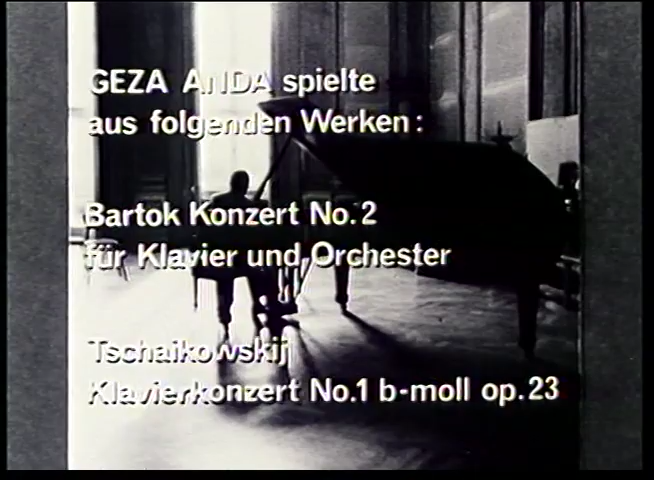 GEZA ANDA spielte
aus folgenden Werken:
Bartok Konzert No.2
für Klavier und Orchester
Tschaikowskij
Klavierkonzert No.1 b-moll op.23